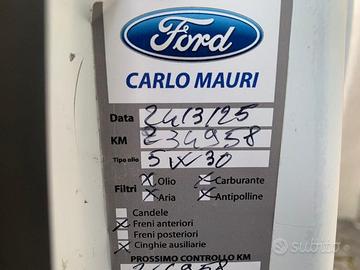 Ford
CARLO MAURI
Data 24/3/25
KM 234958
Tipo olio 5W30
Filtri Olio Carburante
Aria Antipolline
Candele
Freni anteriori
Freni posteriori
Cinghie ausiliarie
PROSSIMO CONTROLLO KM
subito